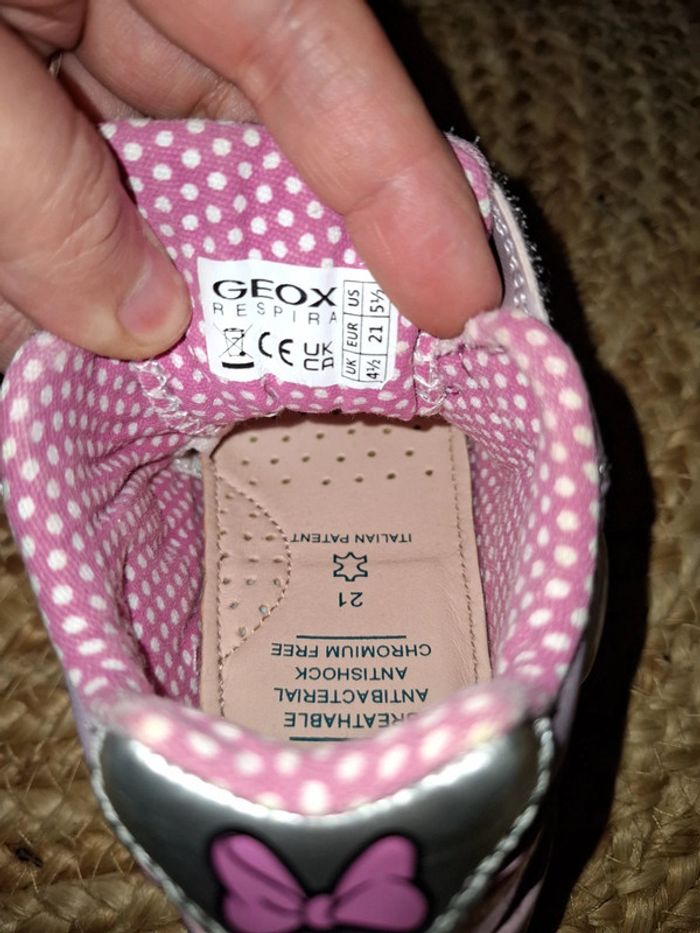 GEOX
RESPIRA
CE UK CA
UK EUR US
4½ 21 5½
ITALIAN PATENT
21
CHROMIUM FREE
ANTISHOCK
ANTIBACTERIAL
BREATHABLE